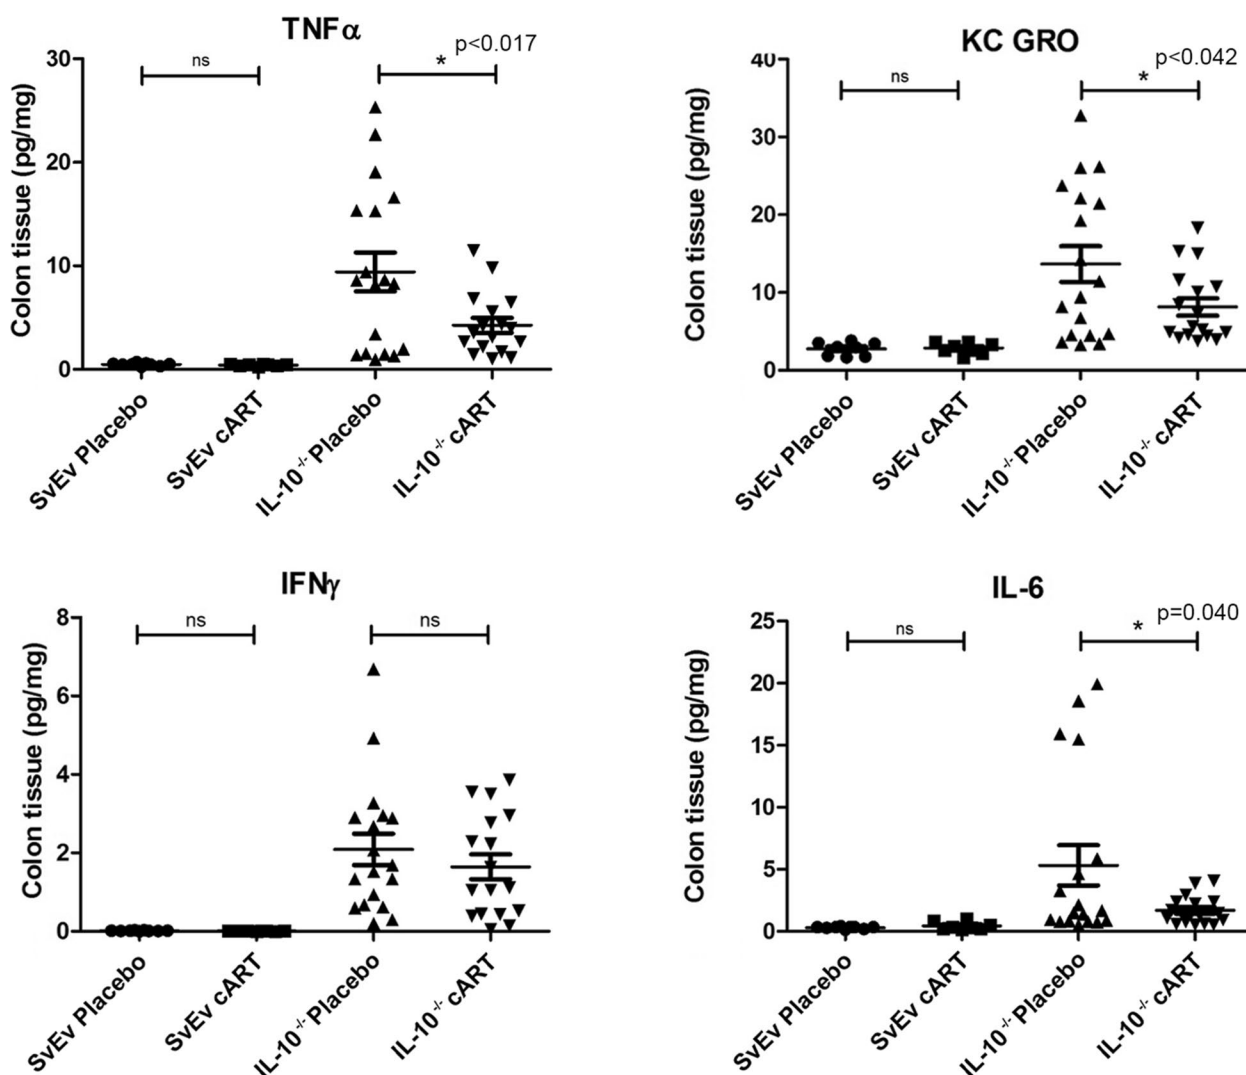 TNFα
p<0.017
ns
*
30
20
10
0
Colon tissue (pg/mg)
SvEv Placebo
SvEv cART
IL-10-/- Placebo
IL-10-/- cART
KC GRO
p<0.042
ns
*
40
30
20
10
0
Colon tissue (pg/mg)
SvEv Placebo
SvEv cART
IL-10-/- Placebo
IL-10-/- cART
IFNγ
ns
ns
8
6
4
2
0
Colon tissue (pg/mg)
SvEv Placebo
SvEv cART
IL-10-/- Placebo
IL-10-/- cART
IL-6
p=0.040
ns
*
25
20
15
10
5
0
Colon tissue (pg/mg)
SvEv Placebo
SvEv cART
IL-10-/- Placebo
IL-10-/- cART